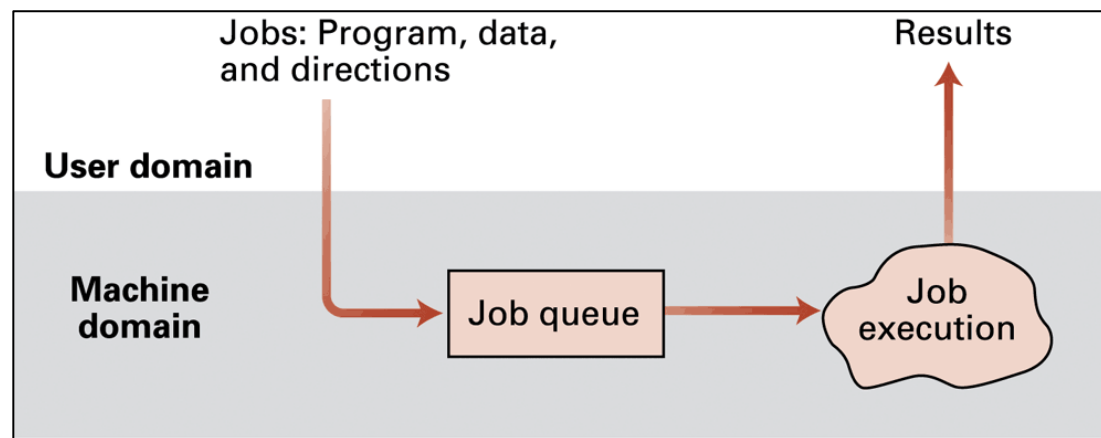 Jobs: Program, data,
and directions
Results
User domain
Machine
domain
Job queue
Job
execution